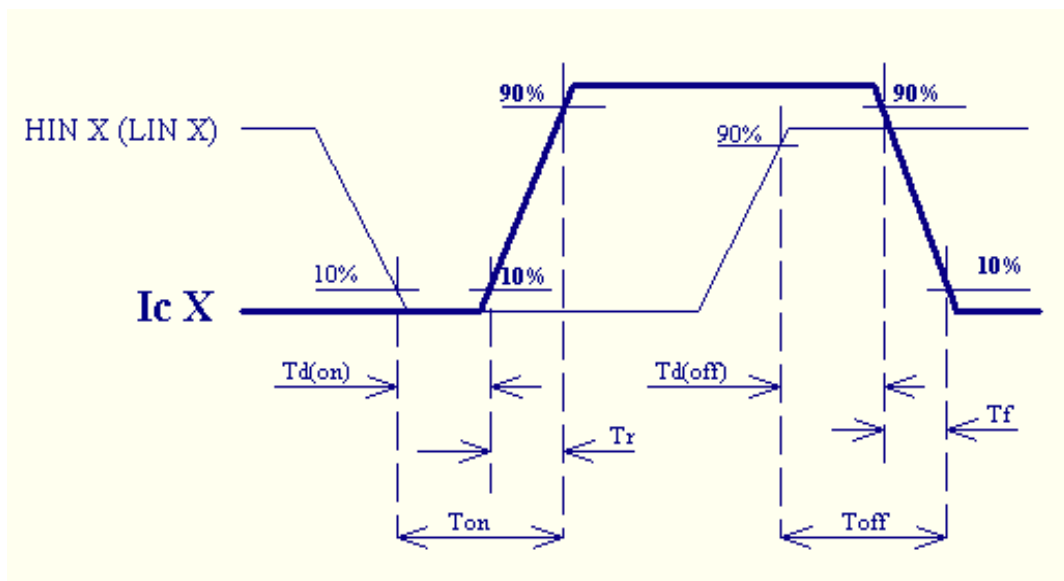 90%
90%
HIN X (LIN X)
90%
10%
10%
10%
Ic X
Td(on)
Td(off)
Tr
Tf
Ton
Toff